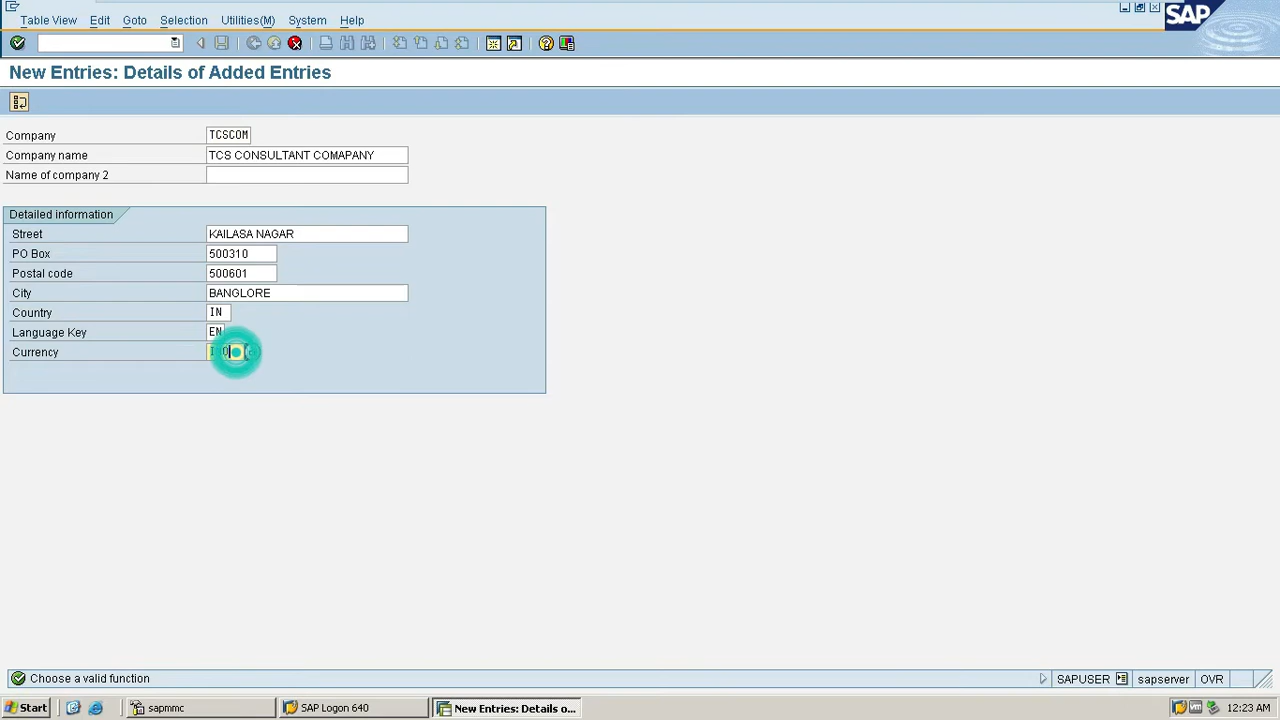 Table View Edit Goto Selection Utilities(M) System Help
SAP
New Entries: Details of Added Entries
Company TCSCOM
Company name TCS CONSULTANT COMAPANY
Name of company 2
Detailed information
Street KAILASA NAGAR
PO Box 500310
Postal code 500601
City BANGLORE
Country IN
Language Key EN
Currency
Choose a valid function SAPUSER sapserver OVR
Start sapmmc SAP Logon 640 New Entries: Details o... 12:23 AM